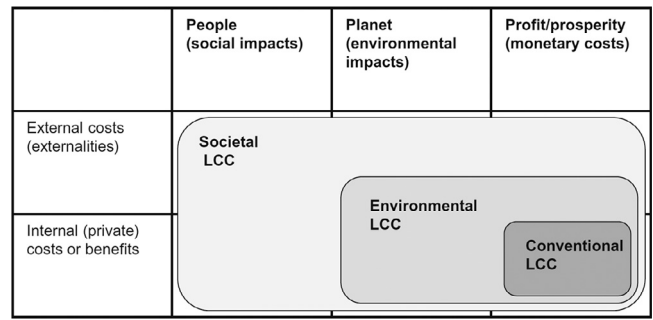 People
(social impacts)
Planet
(environmental
impacts)
Profit/prosperity
(monetary costs)
External costs
(externalities)
Societal
LCC
Environmental
LCC
Internal (private)
costs or benefits
Conventional
LCC